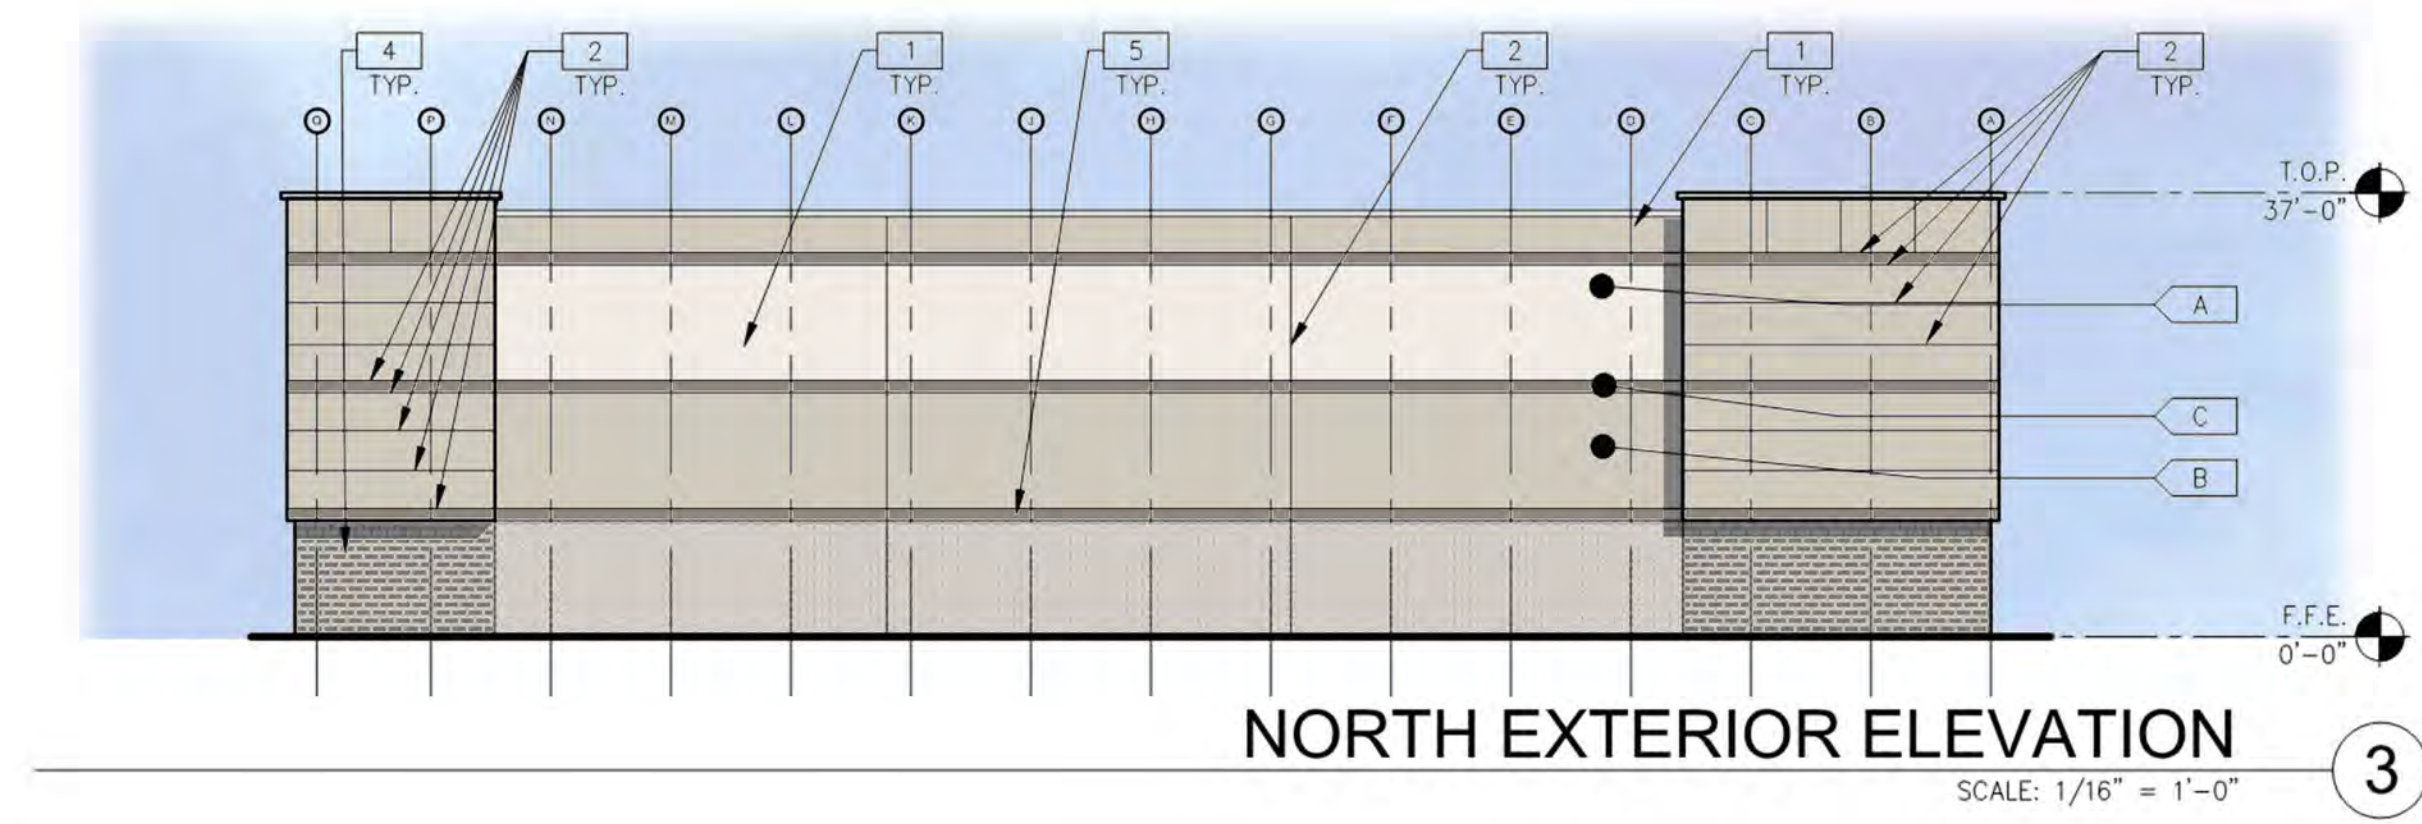 4 2 1 5 2 1 2
TYP. TYP. TYP. TYP. TYP. TYP. TYP.
Q P N M L K J H G F E D C B A
T.O.P.
37'-0"
A
C
B
F.F.E.
0'-0"
NORTH EXTERIOR ELEVATION
3
SCALE: 1/16" = 1'-0"